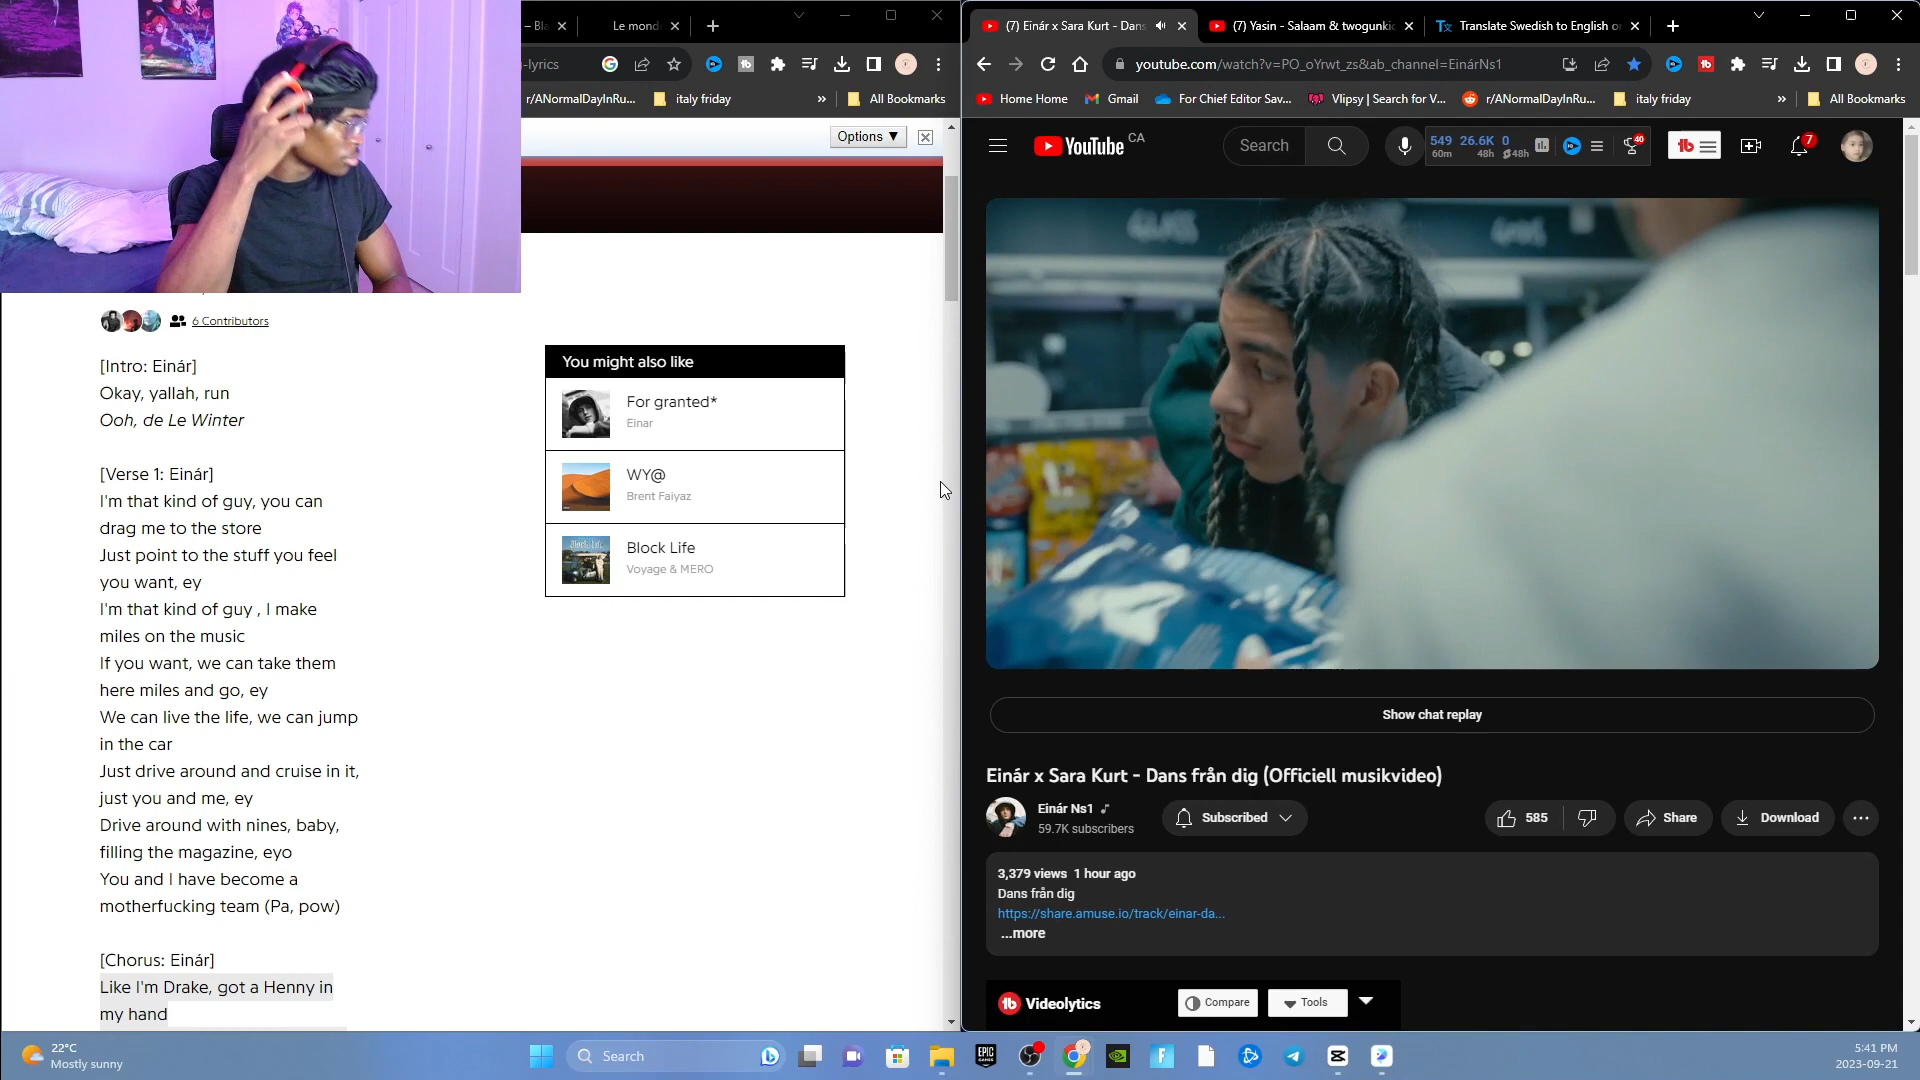 – Bla
Le mond
-lyrics
r/ANormalDayInRu...
italy friday
»
All Bookmarks
Options ▼
6 Contributors
[Intro: Einár]
Okay, yallah, run
Ooh, de Le Winter
[Verse 1: Einár]
I'm that kind of guy, you can
drag me to the store
Just point to the stuff you feel
you want, ey
I'm that kind of guy , I make
miles on the music
If you want, we can take them
here miles and go, ey
We can live the life, we can jump
in the car
Just drive around and cruise in it,
just you and me, ey
Drive around with nines, baby,
filling the magazine, eyo
You and I have become a
motherfucking team (Pa, pow)
[Chorus: Einár]
Like I'm Drake, got a Henny in
my hand
You might also like
For granted*
Einar
WY@
Brent Faiyaz
Block Life
Voyage & MERO
(7) Einár x Sara Kurt - Dans
(7) Yasin - Salaam & twogunkid
Translate Swedish to English or
youtube.com/watch?v=PO_oYrwt_zs&ab_channel=EinárNs1
Home Home
Gmail
For Chief Editor Sav...
Vlipsy | Search for V...
r/ANormalDayInRu...
italy friday
»
All Bookmarks
YouTube CA
Search
549 26.6K 0
60m 48h 48h
40
7
GLASS
Show chat replay
Einár x Sara Kurt - Dans från dig (Officiell musikvideo)
Einár Ns1
59.7K subscribers
Subscribed
585
Share
Download
3,379 views 1 hour ago
Dans från dig
https://share.amuse.io/track/einar-da...
...more
Videolytics
Compare
Tools
22°C
Mostly sunny
Search
EPIC GAMES
5:41 PM
2023-09-21